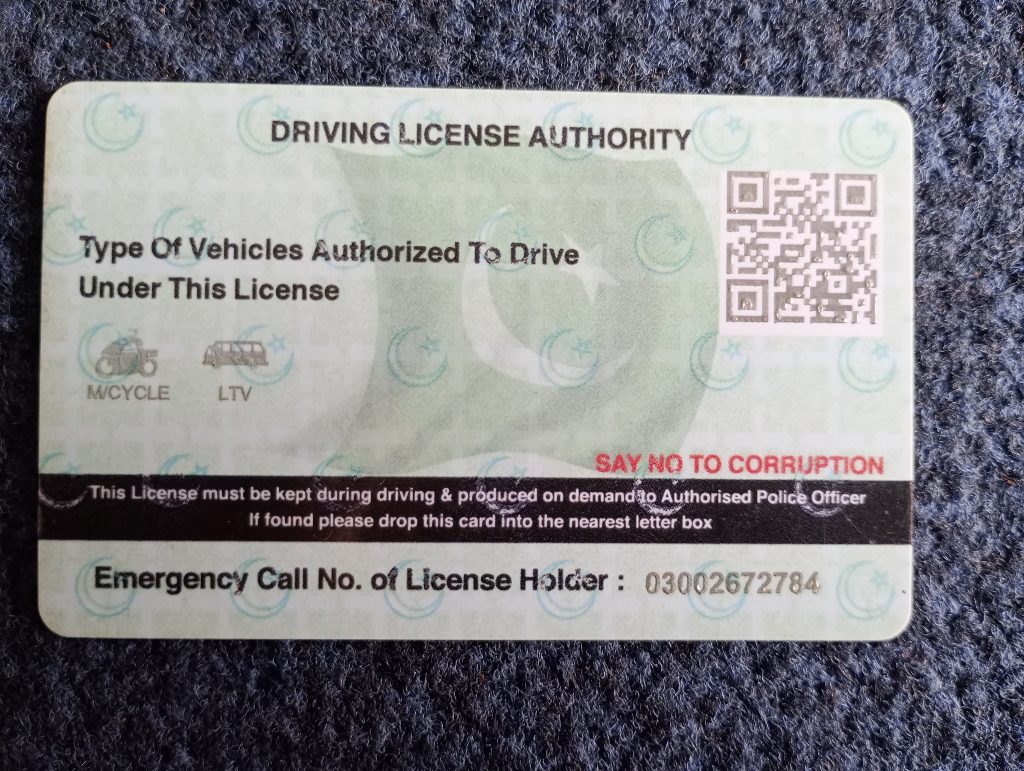 DRIVING LICENSE AUTHORITY
Type Of Vehicles Authorized To Drive
Under This License
M/CYCLE LTV
SAY NO TO CORRUPTION
This License must be kept during driving & produced on demand to Authorised Police Officer
If found please drop this card into the nearest letter box
Emergency Call No. of License Holder : 03002672784